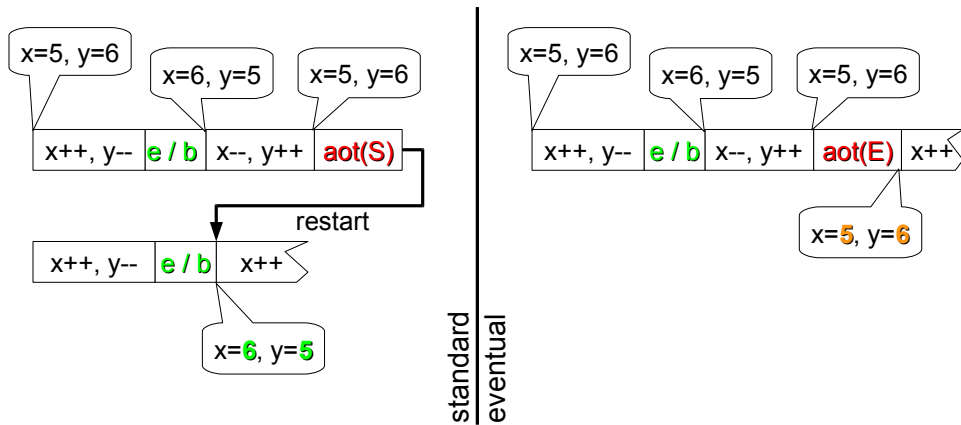 x=5, y=6
x=6, y=5
x=5, y=6
x++, y-- e / b x--, y++ aot(S)
restart
x++, y-- e / b x++
x=6, y=5
standard
eventual
x=5, y=6
x=6, y=5
x=5, y=6
x++, y-- e / b x--, y++ aot(E) x++
x=5, y=6